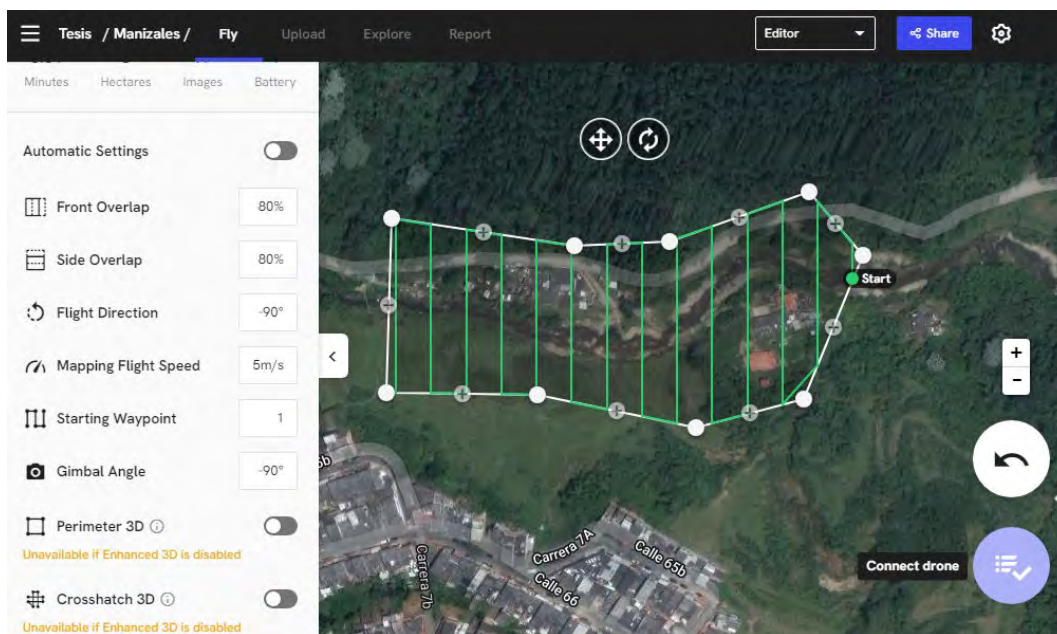 Tesis / Manizales / Fly Upload Explore Report Editor Share
Minutes Hectares Images Battery
Automatic Settings
Front Overlap 80%
Side Overlap 80%
Flight Direction -90°
Mapping Flight Speed 5m/s
Starting Waypoint 1
Gimbal Angle -90°
Perimeter 3D
Unavailable if Enhanced 3D is disabled
Crosshatch 3D
Unavailable if Enhanced 3D is disabled
Start
+
-
Connect drone
Carrera 7A
Calle 65b
Calle 66
Carrera 7b